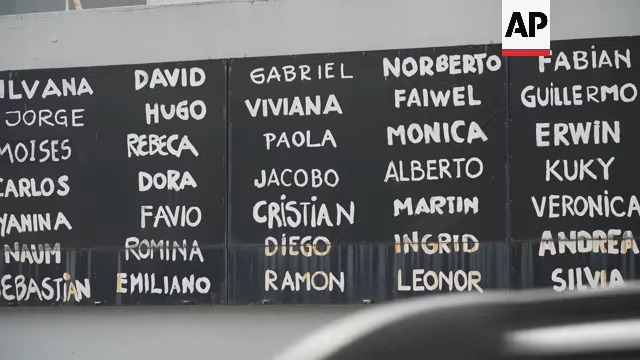 AP
ILVANA DAVID GABRIEL NORBERTO FABIAN
JORGE HUGO VIVIANA FAIWEL GUILLERMO
MOISES REBECA PAOLA MONICA ERWIN
CARLOS DORA JACOBO ALBERTO KUKY
YANINA FAVIO CRISTIAN MARTIN VERONICA
NAUM ROMINA DIEGO INGRID ANDREA
SEBASTIAN EMILIANO RAMON LEONOR SILVIA